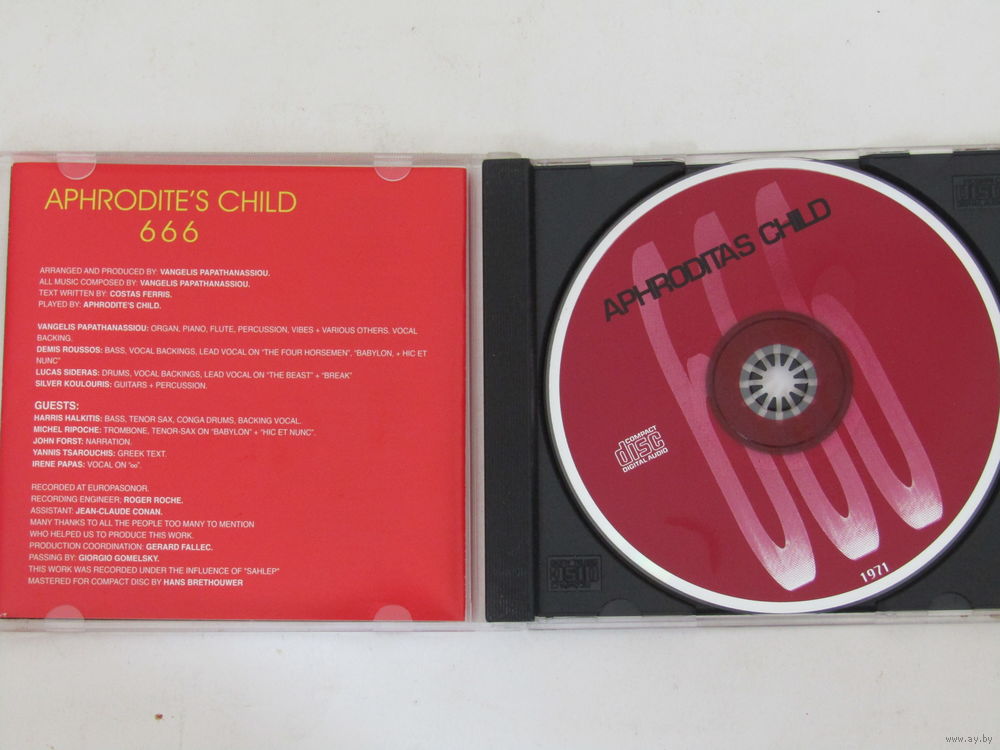 APHRODITE'S CHILD
666
ARRANGED AND PRODUCED BY: VANGELIS PAPATHANASSIOU.
ALL MUSIC COMPOSED BY: VANGELIS PAPATHANASSIOU.
TEXT WRITTEN BY: COSTAS FERRIS.
PLAYED BY: APHRODITE'S CHILD.
VANGELIS PAPATHANASSIOU: ORGAN, PIANO, FLUTE, PERCUSSION, VIBES + VARIOUS OTHERS. VOCAL
BACKING.
DEMIS ROUSSOS: BASS, VOCAL BACKINGS, LEAD VOCAL ON "THE FOUR HORSEMEN", "BABYLON, + HIC ET
NUNC"
LUCAS SIDERAS: DRUMS, VOCAL BACKINGS, LEAD VOCAL ON "THE BEAST" + "BREAK"
SILVER KOULOURIS: GUITARS + PERCUSSION.
GUESTS:
HARRIS HALKITIS: BASS, TENOR SAX, CONGA DRUMS, BACKING VOCAL.
MICHEL RIPOCHE: TROMBONE, TENOR-SAX ON "BABYLON" + "HIC ET NUNC".
JOHN FORST: NARRATION.
YANNIS TSAROUCHIS: GREEK TEXT.
IRENE PAPAS: VOCAL ON "∞".
RECORDED AT EUROPASONOR.
RECORDING ENGINEER; ROGER ROCHE.
ASSISTANT: JEAN-CLAUDE CONAN.
MANY THANKS TO ALL THE PEOPLE TOO MANY TO MENTION
WHO HELPED US TO PRODUCE THIS WORK.
PRODUCTION COORDINATION: GERARD FALLEC.
PASSING BY: GIORGIO GOMELSKY.
THIS WORK WAS RECORDED UNDER THE INFLUENCE OF "SAHLEP"
MASTERED FOR COMPACT DISC BY HANS BRETHOUWER
APHRODITAS CHILD
666
COMPACT
disc
DIGITAL AUDIO
1971
www.ay.by